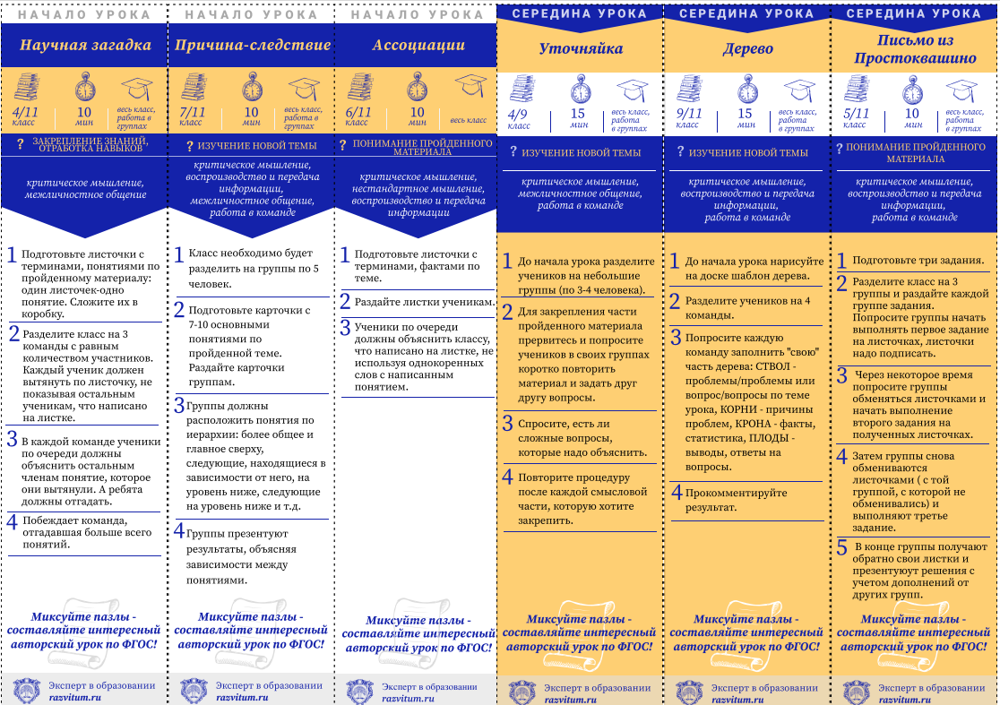 НАЧАЛО УРОКА
Научная загадка
4/11
класс
10
мин
весь класс,
работа в
группах
? ЗАКРЕПЛЕНИЕ ЗНАНИЙ,
ОТРАБОТКА НАВЫКОВ
критическое мышление,
межличностное общение
1 Подготовьте листочки с
терминами, понятиями по
пройденному материалу:
один листочек-одно
понятие. Сложите их в
коробку.
2 Разделите класс на 3
команды с равным
количеством участников.
Каждый ученик должен
вытянуть по листочку, не
показывая остальным
ученикам, что написано
на листке.
3 В каждой команде ученики
по очереди должны
объяснить остальным
членам понятие, которое
они вытянули. А ребята
должны отгадать.
4 Побеждает команда,
отгадавшая больше всего
понятий.
Миксуйте пазлы -
составляйте интересный
авторский урок по ФГОС!
Эксперт в образовании
razvitum.ru
НАЧАЛО УРОКА
Причина-следствие
7/11
класс
10
мин
весь класс,
работа в
группах
? ИЗУЧЕНИЕ НОВОЙ ТЕМЫ
критическое мышление,
воспроизводство и передача
информации,
межличностное общение,
работа в команде
1 Класс необходимо будет
разделить на группы по 5
человек.
2 Подготовьте карточки с
7-10 основными
понятиями по
пройденной теме.
Раздайте карточки
группам.
3 Группы должны
расположить понятия по
иерархии: более общее и
главное сверху,
следующие, находящиеся в
зависимости от него, на
уровень ниже, следующие
на уровень ниже и т.д.
4 Группы презентуют
результаты, объясняя
зависимости между
понятиями.
Миксуйте пазлы -
составляйте интересный
авторский урок по ФГОС!
Эксперт в образовании
razvitum.ru
НАЧАЛО УРОКА
Ассоциации
6/11
класс
10
мин
весь класс
? ПОНИМАНИЕ ПРОЙДЕННОГО
МАТЕРИАЛА
критическое мышление,
нестандартное мышление,
воспроизводство и передача
информации
1 Подготовьте листочки с
терминами, фактами по
теме.
2 Раздайте листки ученикам.
3 Ученики по очереди
должны объяснить классу,
что написано на листке, не
используя однокоренных
слов с написанным
понятием.
Миксуйте пазлы -
составляйте интересный
авторский урок по ФГОС!
Эксперт в образовании
razvitum.ru
СЕРЕДИНА УРОКА
Уточняйка
4/9
класс
15
мин
весь класс,
работа в
группах
? ИЗУЧЕНИЕ НОВОЙ ТЕМЫ
критическое мышление,
межличностное общение,
работа в команде
1 До начала урока разделите
учеников на небольшие
группы (по 3-4 человека).
2 Для закрепления части
пройденного материала
прервитесь и попросите
учеников в своих группах
коротко повторить
материал и задать друг
другу вопросы.
3 Спросите, есть ли
сложные вопросы,
которые надо объяснить.
4 Повторите процедуру
после каждой смысловой
части, которую хотите
закрепить.
Миксуйте пазлы -
составляйте интересный
авторский урок по ФГОС!
Эксперт в образовании
razvitum.ru
СЕРЕДИНА УРОКА
Дерево
9/11
класс
15
мин
весь класс,
работа в
группах
? ИЗУЧЕНИЕ НОВОЙ ТЕМЫ
критическое мышление,
воспроизводство и передача
информации,
работа в команде
1 До начала урока нарисуйте
на доске шаблон дерева.
2 Разделите учеников на 4
команды.
3 Попросите каждую
команду заполнить "свою"
часть дерева: СТВОЛ -
проблемы/проблемы или
вопрос/вопросы по теме
урока, КОРНИ - причины
проблем, КРОНА - факты,
статистика, ПЛОДЫ -
выводы, ответы на
вопросы.
4 Прокомментируйте
результат.
Миксуйте пазлы -
составляйте интересный
авторский урок по ФГОС!
Эксперт в образовании
razvitum.ru
СЕРЕДИНА УРОКА
Письмо из
Простоквашино
5/11
класс
10
мин
весь класс,
работа в
группах
? ПОНИМАНИЕ ПРОЙДЕННОГО
МАТЕРИАЛА
критическое мышление,
воспроизводство и передача
информации,
работа в команде
1 Подготовьте три задания.
2 Разделите класс на 3
группы и раздайте каждой
группе задания.
Попросите группы начать
выполнять первое задание
на листочках, листочки
надо подписать.
3 Через некоторое время
попросите группы
обменяться листочками и
начать выполнение
второго задания на
полученных листочках.
4 Затем группы снова
обмениваются
листочками ( с той
группой, с которой не
обменивались) и
выполняют третье
задание.
5 В конце группы получают
обратно свои листки и
презентуют решения с
учетом дополнений от
других групп.
Миксуйте пазлы -
составляйте интересный
авторский урок по ФГОС!
Эксперт в образовании
razvitum.ru